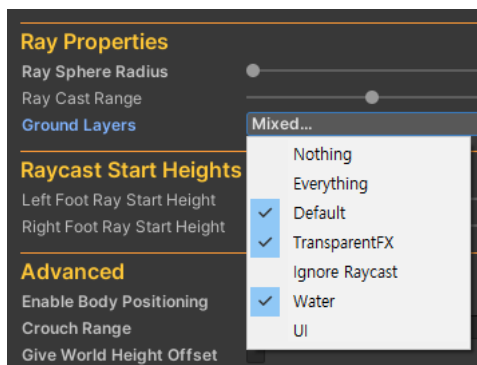 Ray Properties
Ray Sphere Radius
Ray Cast Range
Ground Layers Mixed...
Nothing
Everything
Raycast Start Heights
Left Foot Ray Start Height Default
Right Foot Ray Start Height TransparentFX
Advanced Ignore Raycast
Enable Body Positioning Water
Crouch Range UI
Give World Height Offset